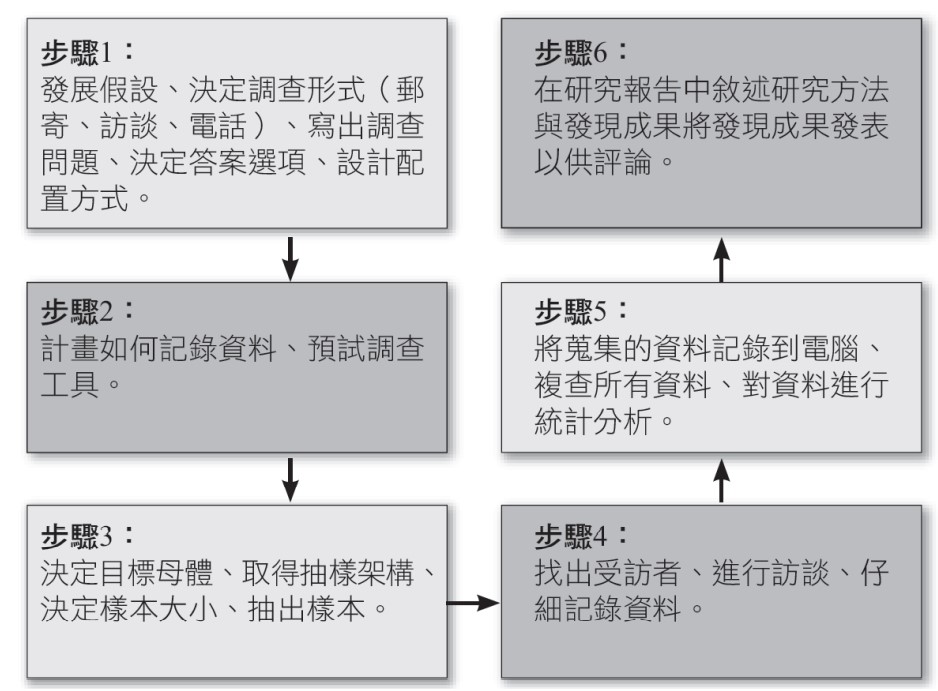 步驟1：
發展假設、決定調查形式（郵
寄、訪談、電話）、寫出調查
問題、決定答案選項、設計配
置方式。
步驟2：
計畫如何記錄資料、預試調查
工具。
步驟3：
決定目標母體、取得抽樣架構、
決定樣本大小、抽出樣本。
步驟4：
找出受訪者、進行訪談、仔
細記錄資料。
步驟5：
將蒐集的資料記錄到電腦、
複查所有資料、對資料進行
統計分析。
步驟6：
在研究報告中敘述研究方法
與發現成果將發現成果發表
以供評論。